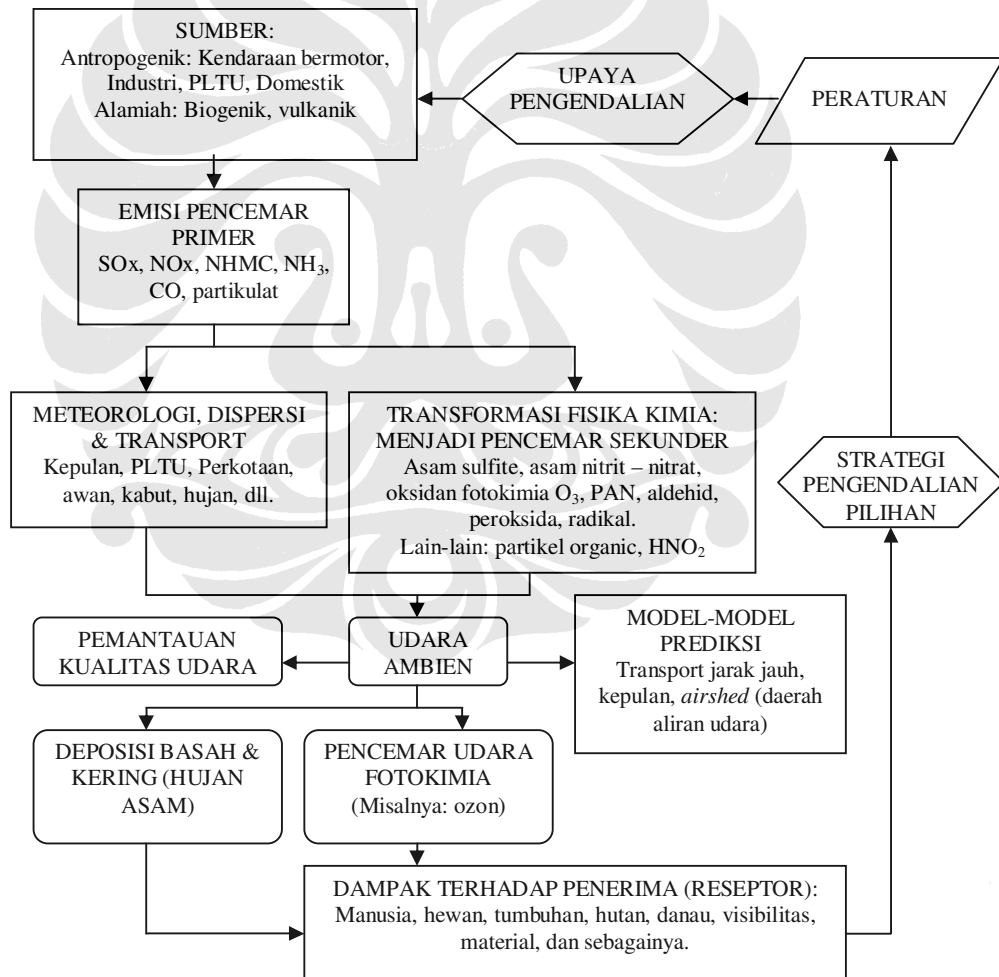 SUMBER:
Antropogenik: Kendaraan bermotor,
Industri, PLTU, Domestik
Alamiah: Biogenik, vulkanik
UPAYA
PENGENDALIAN
PERATURAN
EMISI PENCEMAR
PRIMER
SOx, NOx, NHMC, NH₃,
CO, partikulat
METEOROLOGI, DISPERSI
& TRANSPORT
Kepulan, PLTU, Perkotaan,
awan, kabut, hujan, dll.
TRANSFORMASI FISIKA KIMIA:
MENJADI PENCEMAR SEKUNDER
Asam sulfite, asam nitrit – nitrat,
oksidan fotokimia O₃, PAN, aldehid,
peroksida, radikal.
Lain-lain: partikel organic, HNO₂
STRATEGI
PENGENDALIAN
PILIHAN
PEMANTAUAN
KUALITAS UDARA
UDARA
AMBIEN
MODEL-MODEL
PREDIKSI
Transport jarak jauh,
kepulan, airshed (daerah
aliran udara)
DEPOSISI BASAH &
KERING (HUJAN
ASAM)
PENCEMAR UDARA
FOTOKIMIA
(Misalnya: ozon)
DAMPAK TERHADAP PENERIMA (RESEPTOR):
Manusia, hewan, tumbuhan, hutan, danau, visibilitas,
material, dan sebagainya.